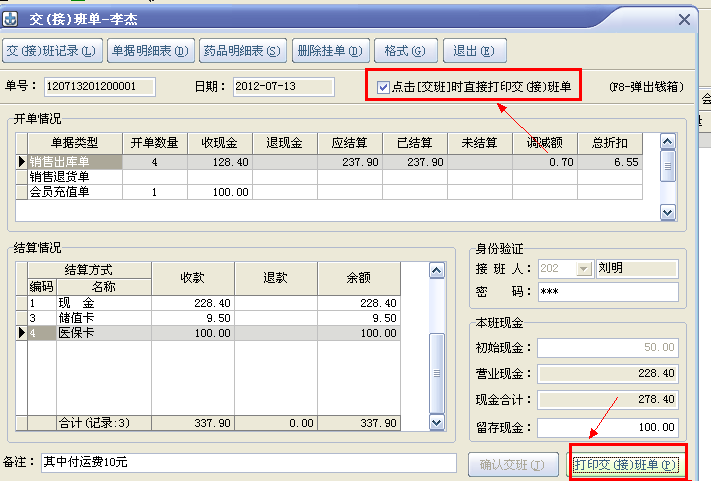 交(接)班单-李杰
交(接)班记录(L) 单据明细表(D) 药品明细表(S) 删除挂单(D) 格式(G) 退出(E)
单号： 120713201200001 日期： 2012-07-13 点击[交班]时直接打印交(接)班单 (F8-弹出钱箱)
开单情况
单据类型 开单数量 收现金 退现金 应结算 已结算 未结算 调减额 总折扣
销售出库单 4 128.40 237.90 237.90 0.70 6.55
销售退货单
会员充值单 1 100.00
结算情况
结算方式 收款 退款 余额
编码 名称
1 现 金 228.40 228.40
3 储值卡 9.50 9.50
4 医保卡 100.00 100.00
合计(记录:3) 337.90 0.00 337.90
身份验证
接 班 人： 202 刘明
密 码： ***
本班现金
初始现金： 50.00
营业现金： 228.40
现金合计： 278.40
留存现金： 100.00
备注： 其中付运费10元
确认交班(I) 打印交(接)班单(P)